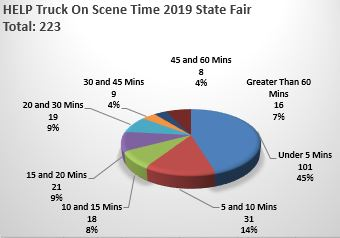 HELP Truck On Scene Time 2019 State Fair
Total: 223
45 and 60 Mins
8
4%
Greater Than 60
Mins
16
7%
30 and 45 Mins
9
4%
20 and 30 Mins
19
9%
Under 5 Mins
101
45%
15 and 20 Mins
21
9%
10 and 15 Mins
18
8%
5 and 10 Mins
31
14%